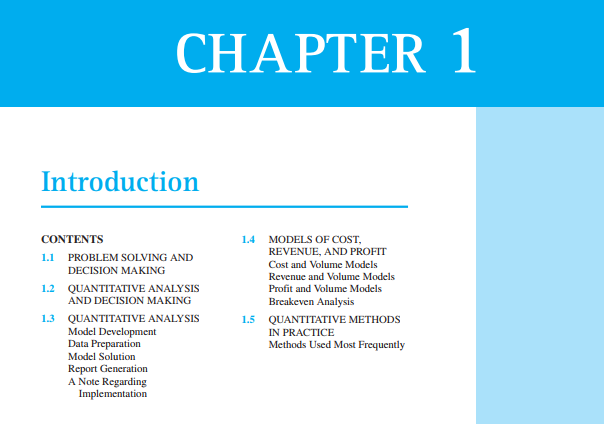 CHAPTER 1
Introduction
CONTENTS
1.1 PROBLEM SOLVING AND
DECISION MAKING
1.2 QUANTITATIVE ANALYSIS
AND DECISION MAKING
1.3 QUANTITATIVE ANALYSIS
Model Development
Data Preparation
Model Solution
Report Generation
A Note Regarding
Implementation
1.4 MODELS OF COST,
REVENUE, AND PROFIT
Cost and Volume Models
Revenue and Volume Models
Profit and Volume Models
Breakeven Analysis
1.5 QUANTITATIVE METHODS
IN PRACTICE
Methods Used Most Frequently